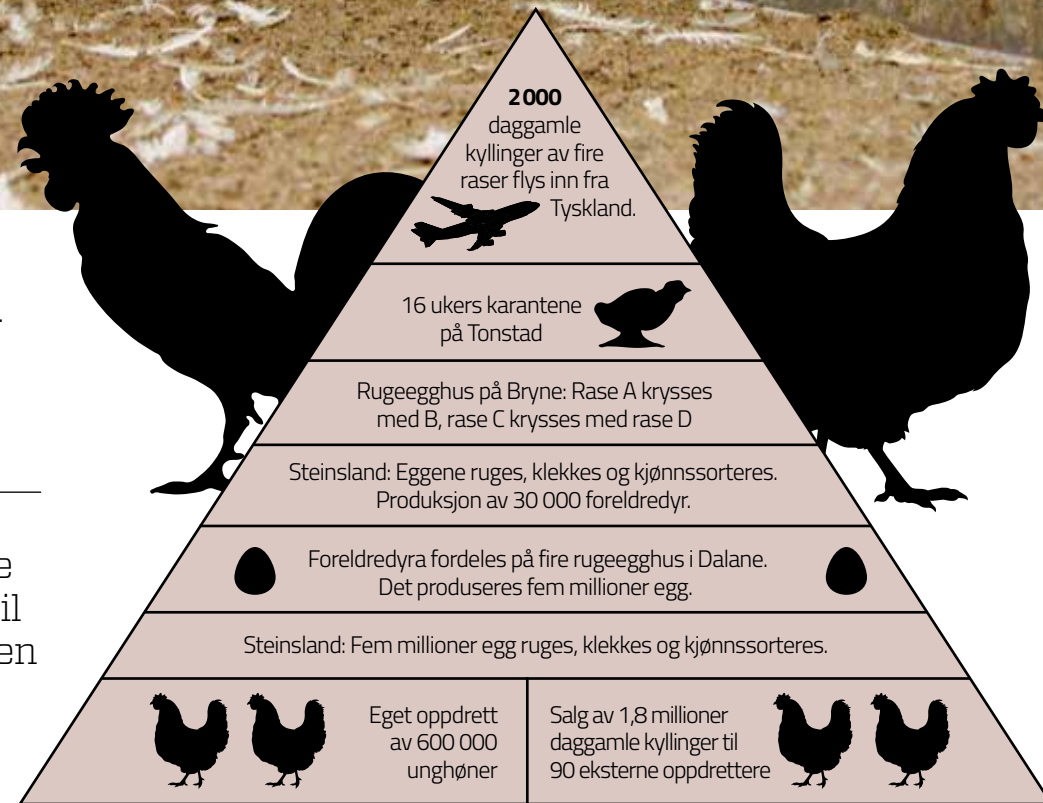 2000
daggamle
kyllinger av fire
raser flys inn fra
Tyskland.
16 ukers karantene
på Tonstad
Rugeegghus på Bryne: Rase A krysses
med B, rase C krysses med rase D
Steinsland: Eggene ruges, klekkes og kjønnssorteres.
Produksjon av 30 000 foreldredyr.
Foreldredyra fordeles på fire rugeegghus i Dalane.
Det produseres fem millioner egg.
Steinsland: Fem millioner egg ruges, klekkes og kjønnssorteres.
Eget oppdrett
av 600 000
unghøner
Salg av 1,8 millioner
daggamle kyllinger til
90 eksterne oppdrettere